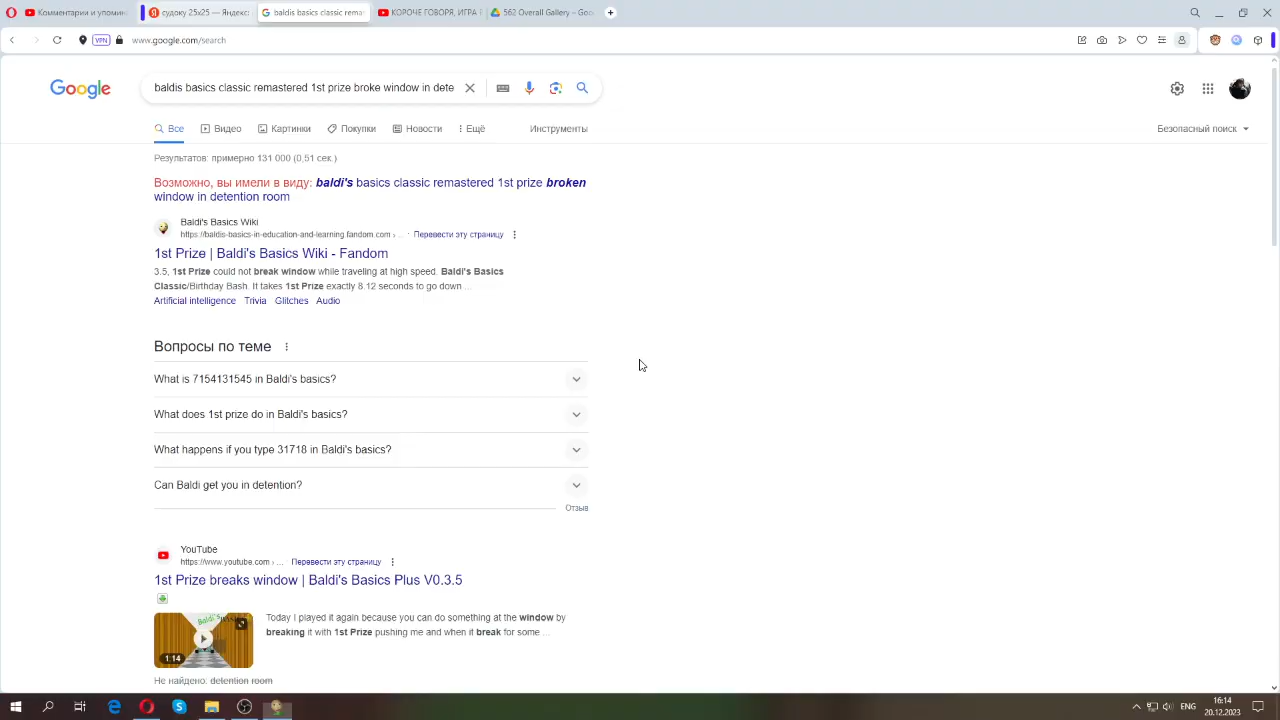 Комментарии и упомин
судоку 25x25 — Яндекс
baldis basics classic rema
КОРОЧЕ ГОВОРЯ, ИГРА Р
562 Overall Gallery – Goo
VPN
www.google.com/search
Google
baldis basics classic remastered 1st prize broke window in dete
Все
Видео
Картинки
Покупки
Новости
Ещё
Инструменты
Безопасный поиск
Результатов: примерно 131 000 (0,51 сек.)
Возможно, вы имели в виду: baldi's basics classic remastered 1st prize broken
window in detention room
Baldi's Basics Wiki
https://baldis-basics-in-education-and-learning.fandom.com › ... · Перевести эту страницу
1st Prize | Baldi's Basics Wiki - Fandom
3.5, 1st Prize could not break window while traveling at high speed. Baldi's Basics
Classic/Birthday Bash. It takes 1st Prize exactly 8.12 seconds to go down ...
Artificial intelligence Trivia Glitches Audio
Вопросы по теме
What is 7154131545 in Baldi's basics?
What does 1st prize do in Baldi's basics?
What happens if you type 31718 in Baldi's basics?
Can Baldi get you in detention?
Отзыв
YouTube
https://www.youtube.com › ... Перевести эту страницу
1st Prize breaks window | Baldi's Basics Plus V0.3.5
Today I played it again because you can do something at the window by
breaking it with 1st Prize pushing me and when it break for some ...
Baldi's
1:14
Не найдено: detention room
ENG
16:14
20.12.2023